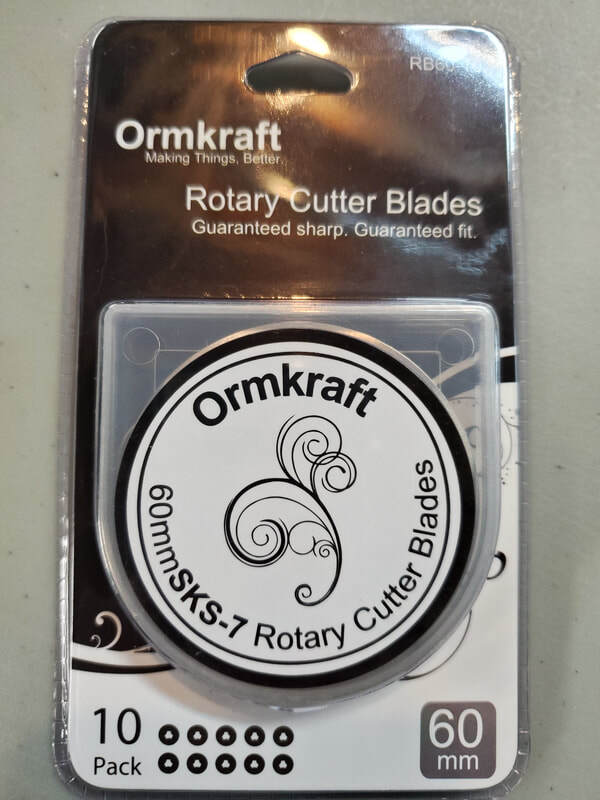 Ormkraft
Making Things, Better.
Rotary Cutter Blades
Guaranteed sharp. Guaranteed fit.
Ormkraft
60mmSKS-7 Rotary Cutter Blades
10
Pack
60
mm